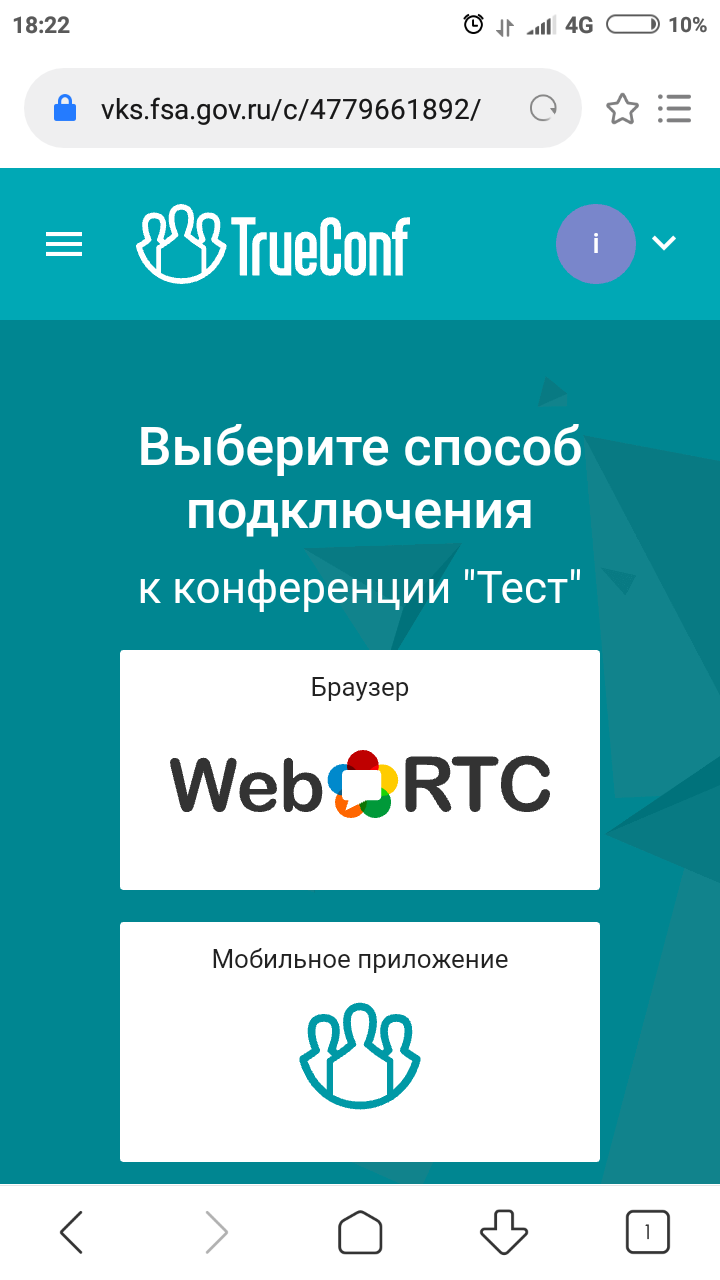 18:22 4G 10%
vks.fsa.gov.ru/c/4779661892/
TrueConf i
Выберите способ
подключения
к конференции "Тест"
Браузер
WebRTC
Мобильное приложение
1